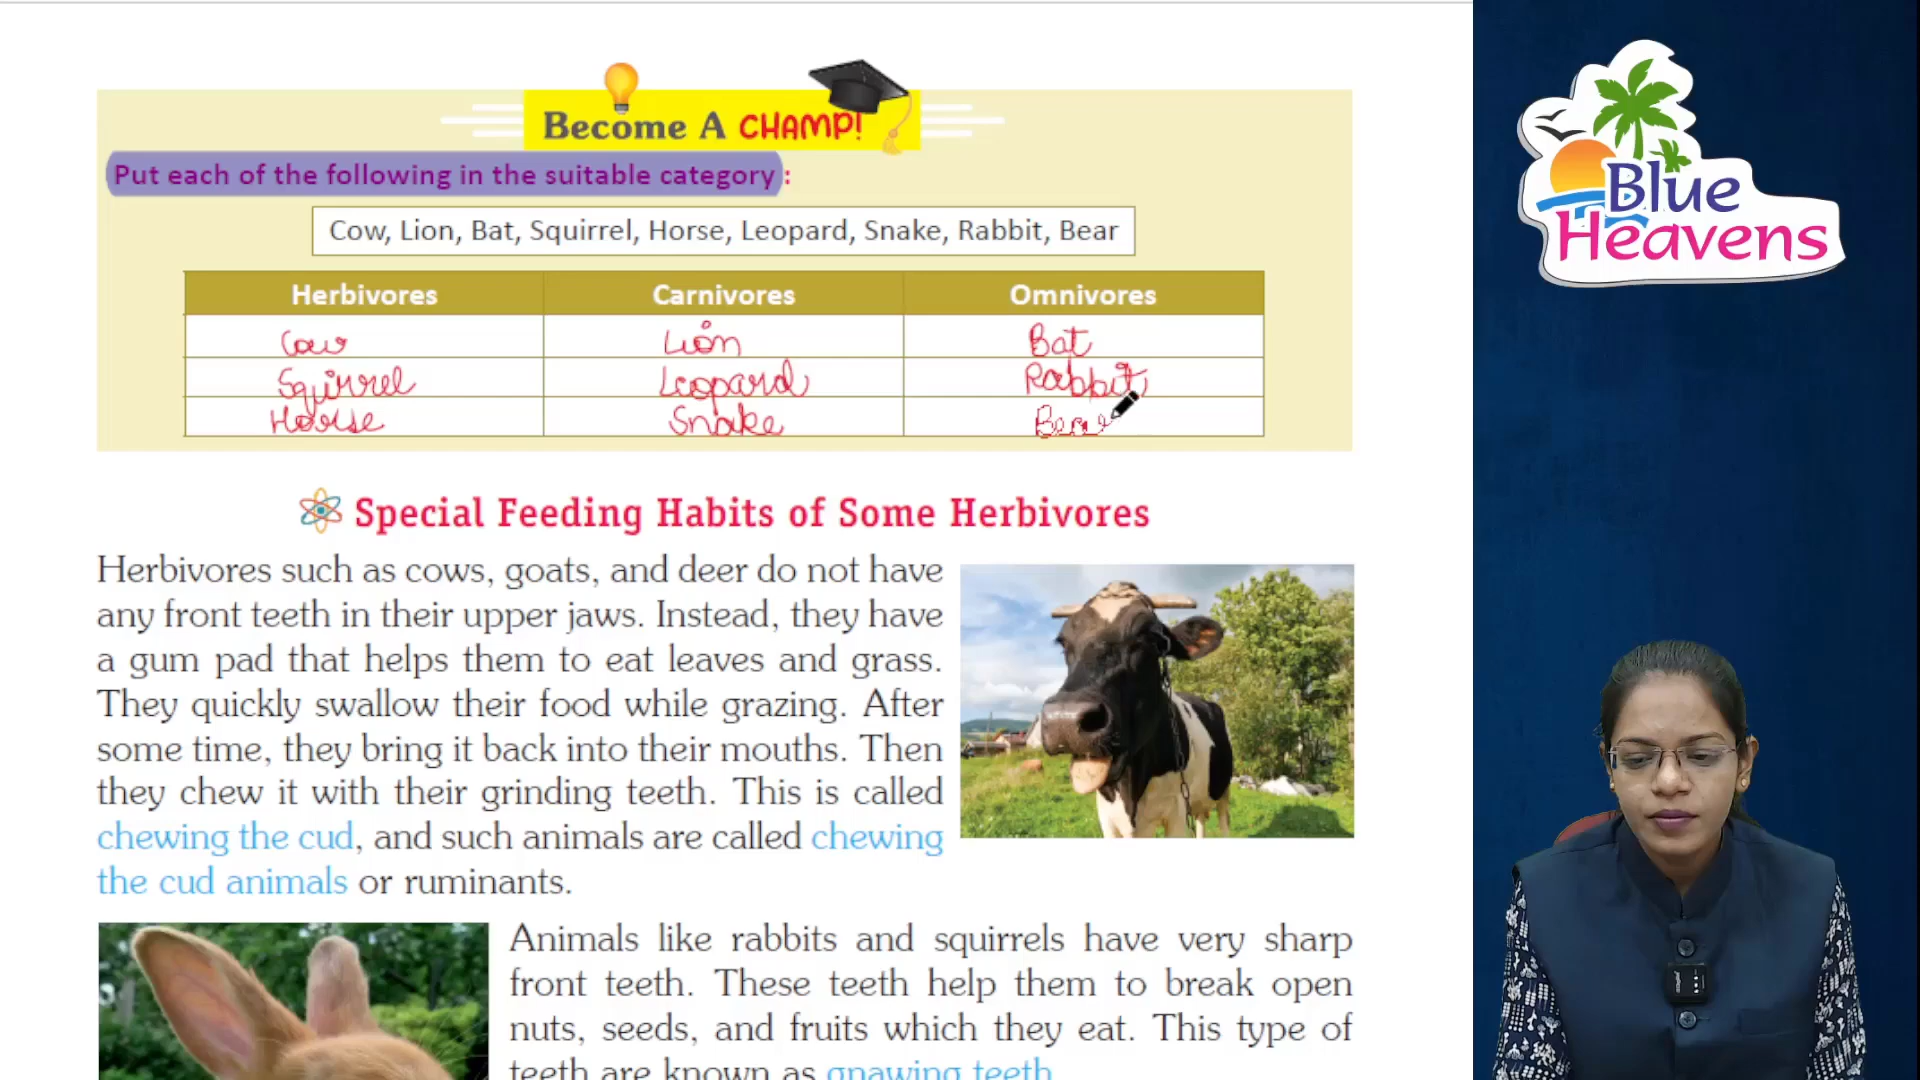 Become A CHAMP!
Put each of the following in the suitable category :
Cow, Lion, Bat, Squirrel, Horse, Leopard, Snake, Rabbit, Bear
Herbivores Carnivores Omnivores
Cow Lion Bat
Squirrel Leopard Rabbit
Horse Snake Bear
Special Feeding Habits of Some Herbivores
Herbivores such as cows, goats, and deer do not have
any front teeth in their upper jaws. Instead, they have
a gum pad that helps them to eat leaves and grass.
They quickly swallow their food while grazing. After
some time, they bring it back into their mouths. Then
they chew it with their grinding teeth. This is called
chewing the cud, and such animals are called chewing
the cud animals or ruminants.
Animals like rabbits and squirrels have very sharp
front teeth. These teeth help them to break open
nuts, seeds, and fruits which they eat. This type of
teeth are known as gnawing teeth
Blue
Heavens